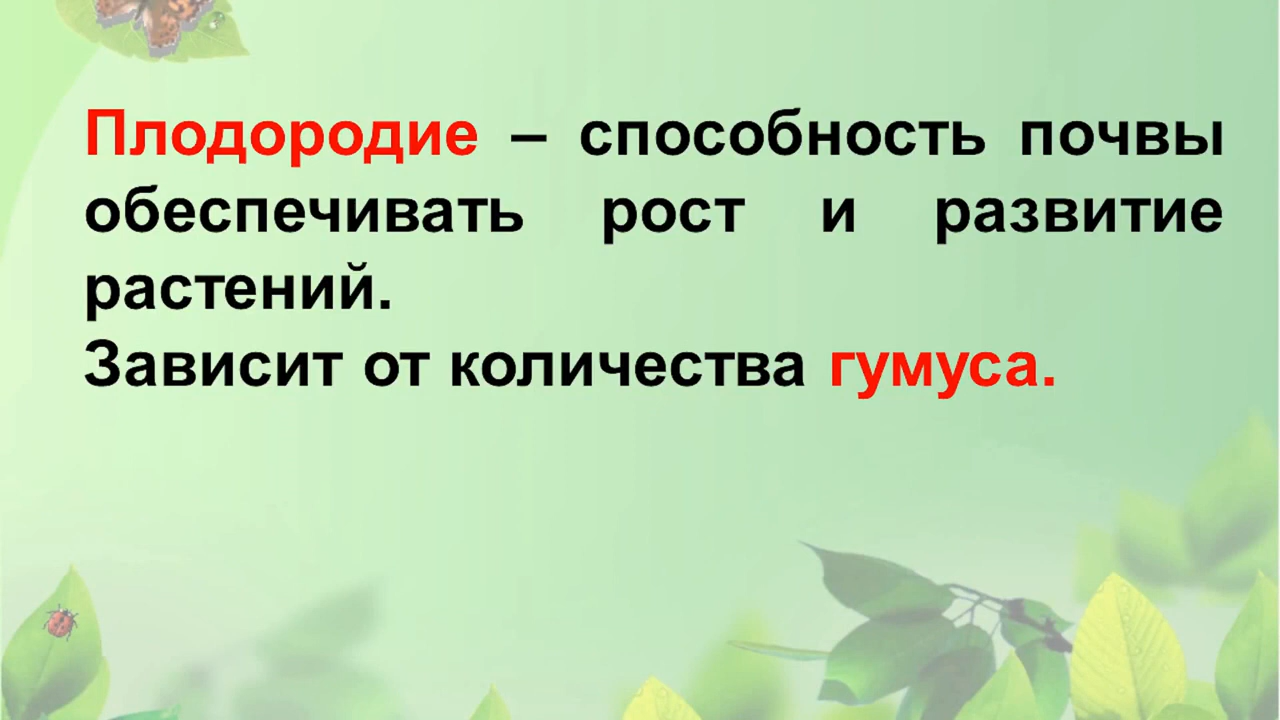 Плодородие – способность почвы
обеспечивать рост и развитие
растений.
Зависит от количества гумуса.